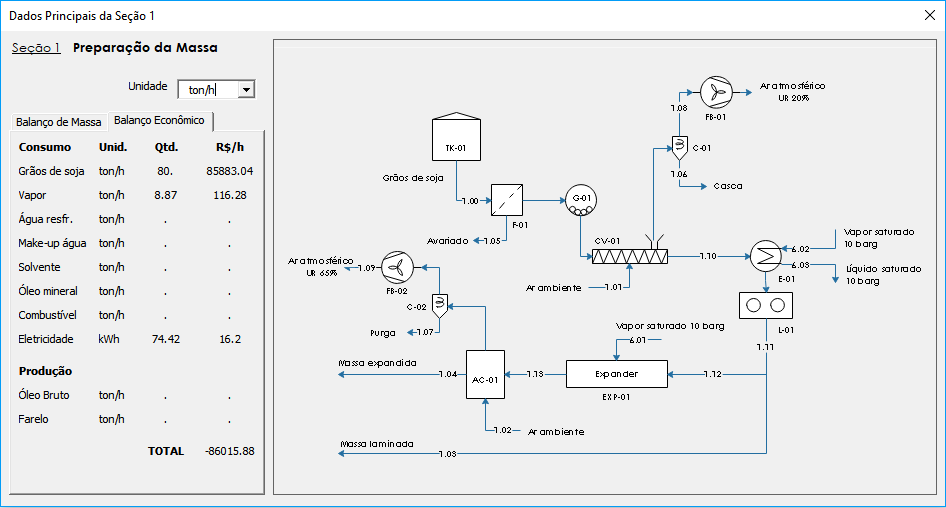 Dados Principais da Seção 1
Seção 1 Preparação da Massa
Unidade ton/h
Balanço de Massa Balanço Econômico
Consumo Unid. Qtd. R$/h
Grãos de soja ton/h 80. 85883.04
Vapor ton/h 8.87 116.28
Água resfr. ton/h . .
Make-up água ton/h . .
Solvente ton/h . .
Óleo mineral ton/h . .
Combustível ton/h . .
Eletricidade kWh 74.42 16.2
Produção
Óleo Bruto ton/h . .
Farelo ton/h . .
TOTAL -86015.88
Ar atmosférico
UR 20%
1.08
FB-01
TK-01
C-01
1.06
Casca
Grãos de soja
1.00
F-01
G-01
Avariado
1.05
CV-01
1.10
Vapor saturado
10 barg
6.02
6.03
E-01
Líquido saturado
10 barg
Ar atmosférico
UR 65%
1.09
FB-02
Ar ambiente
1.01
C-02
L-01
Purga
1.07
Vapor saturado 10 barg
6.01
1.11
Massa expandida
1.04
AC-01
1.13
Expander
1.12
EXP-01
1.02
Ar ambiente
Massa laminada
1.03